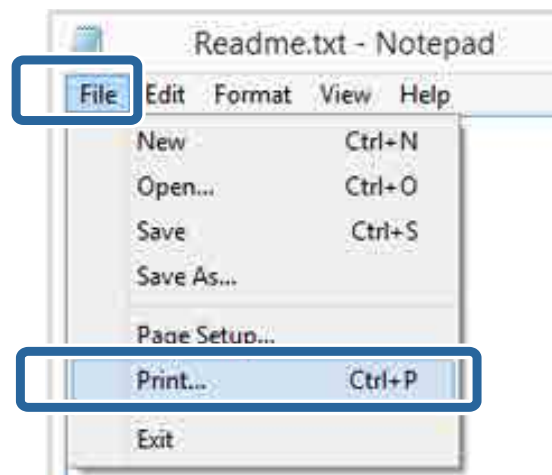 Readme.txt - Notepad
File Edit Format View Help
New Ctrl+N
Open... Ctrl+O
Save Ctrl+S
Save As...
Page Setup...
Print... Ctrl+P
Exit